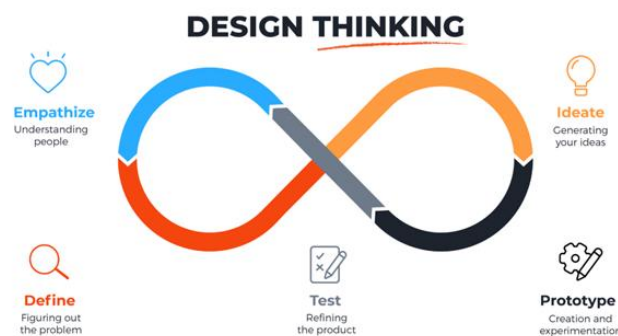 DESIGN THINKING
Empathize
Understanding
people
Ideate
Generating
your ideas
Define
Figuring out
the problem
Test
Refining
the product
Prototype
Creation and
experimentation